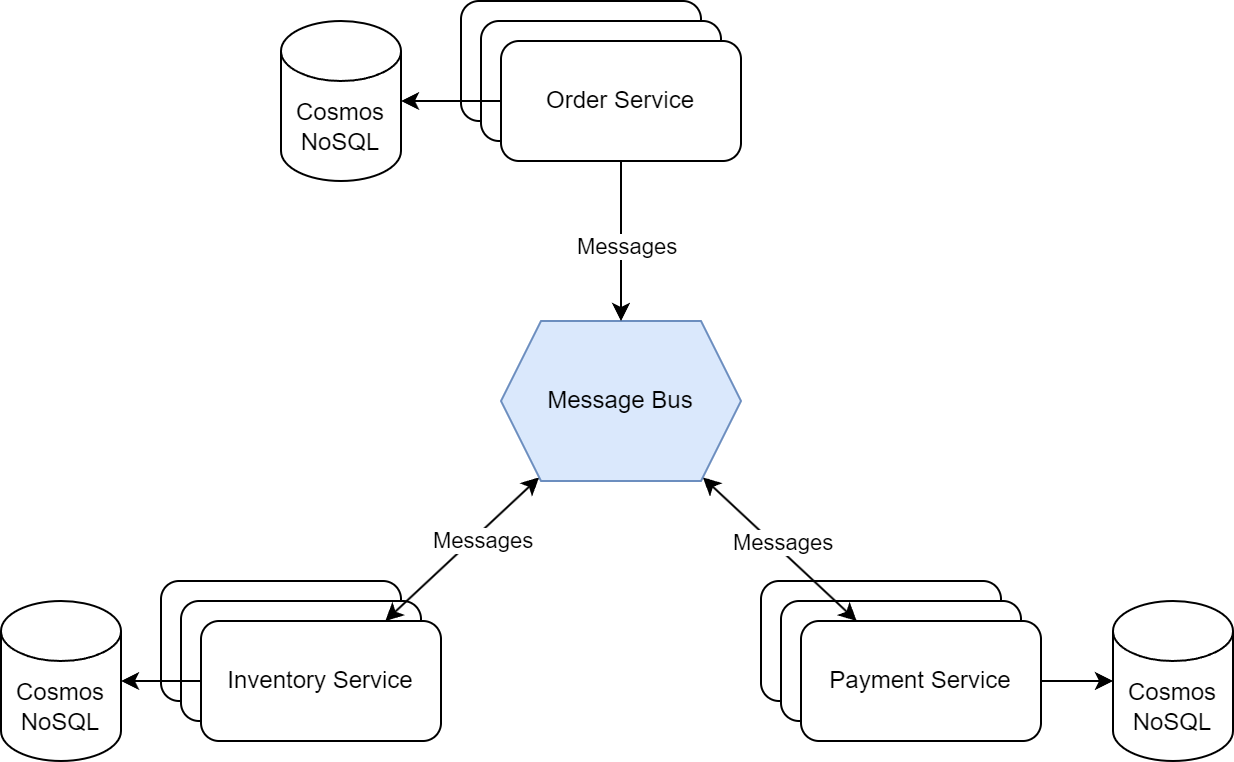 Cosmos
NoSQL
Order Service
Messages
Message Bus
Messages
Messages
Cosmos
NoSQL
Inventory Service
Payment Service
Cosmos
NoSQL